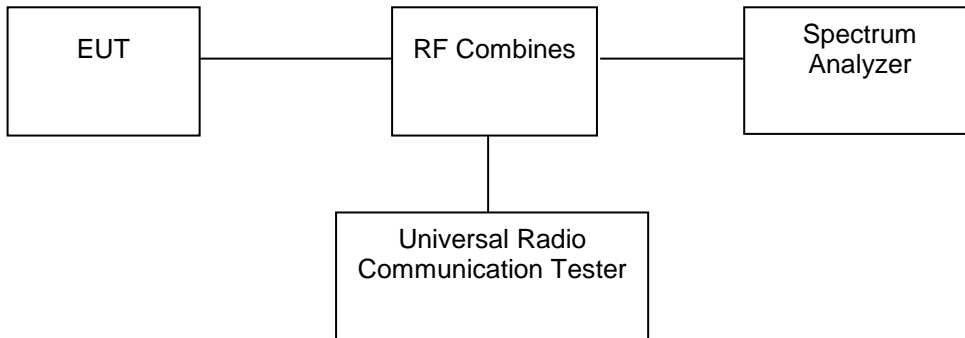 EUT
RF Combines
Spectrum
Analyzer
Universal Radio
Communication Tester